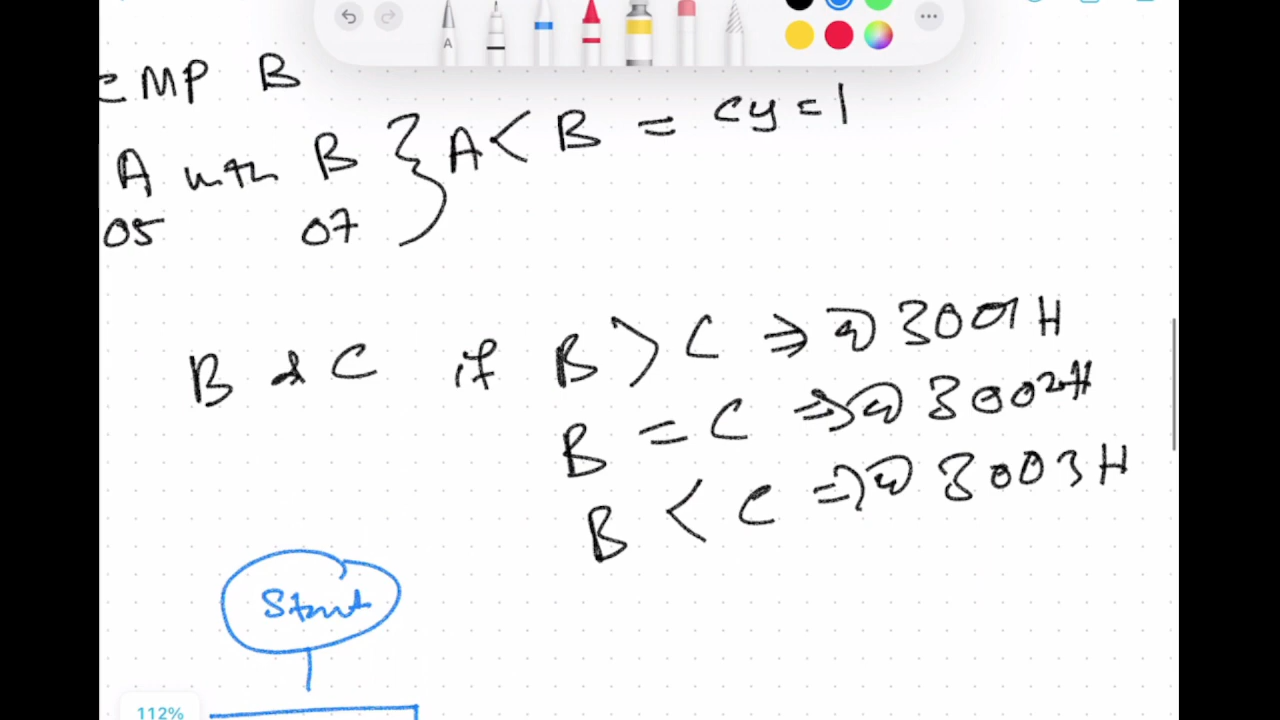 CMP B
A with B } A < B = cy = 1
05 07
B & C if B > C ⇒ @ 3001H
B = C ⇒ @ 3002H
B < C ⇒ @ 3003H
Start
112%